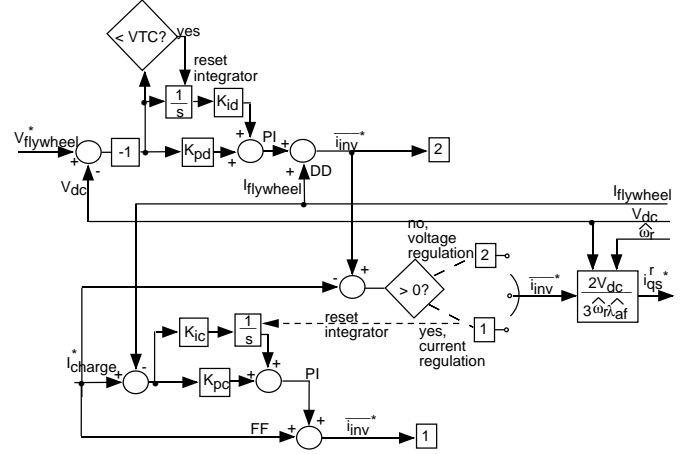 < VTC?
yes
reset
integrator
1
s
K_id
V*_flywheel
+
-
-1
K_pd
+
+
PI
+
+
DD
i_inv*
2
V_dc
I_flywheel
I_flywheel
V_dc
ω̂_r
no,
voltage
regulation
2
-
+
> 0?
i_inv*
2V_dc
3ω̂_rλ̂_af
i^r_qs*
1
yes,
current
regulation
reset
integrator
K_ic
1
s
I*_charge
+
-
K_pc
+
+
PI
FF
+
+
i_inv*
1